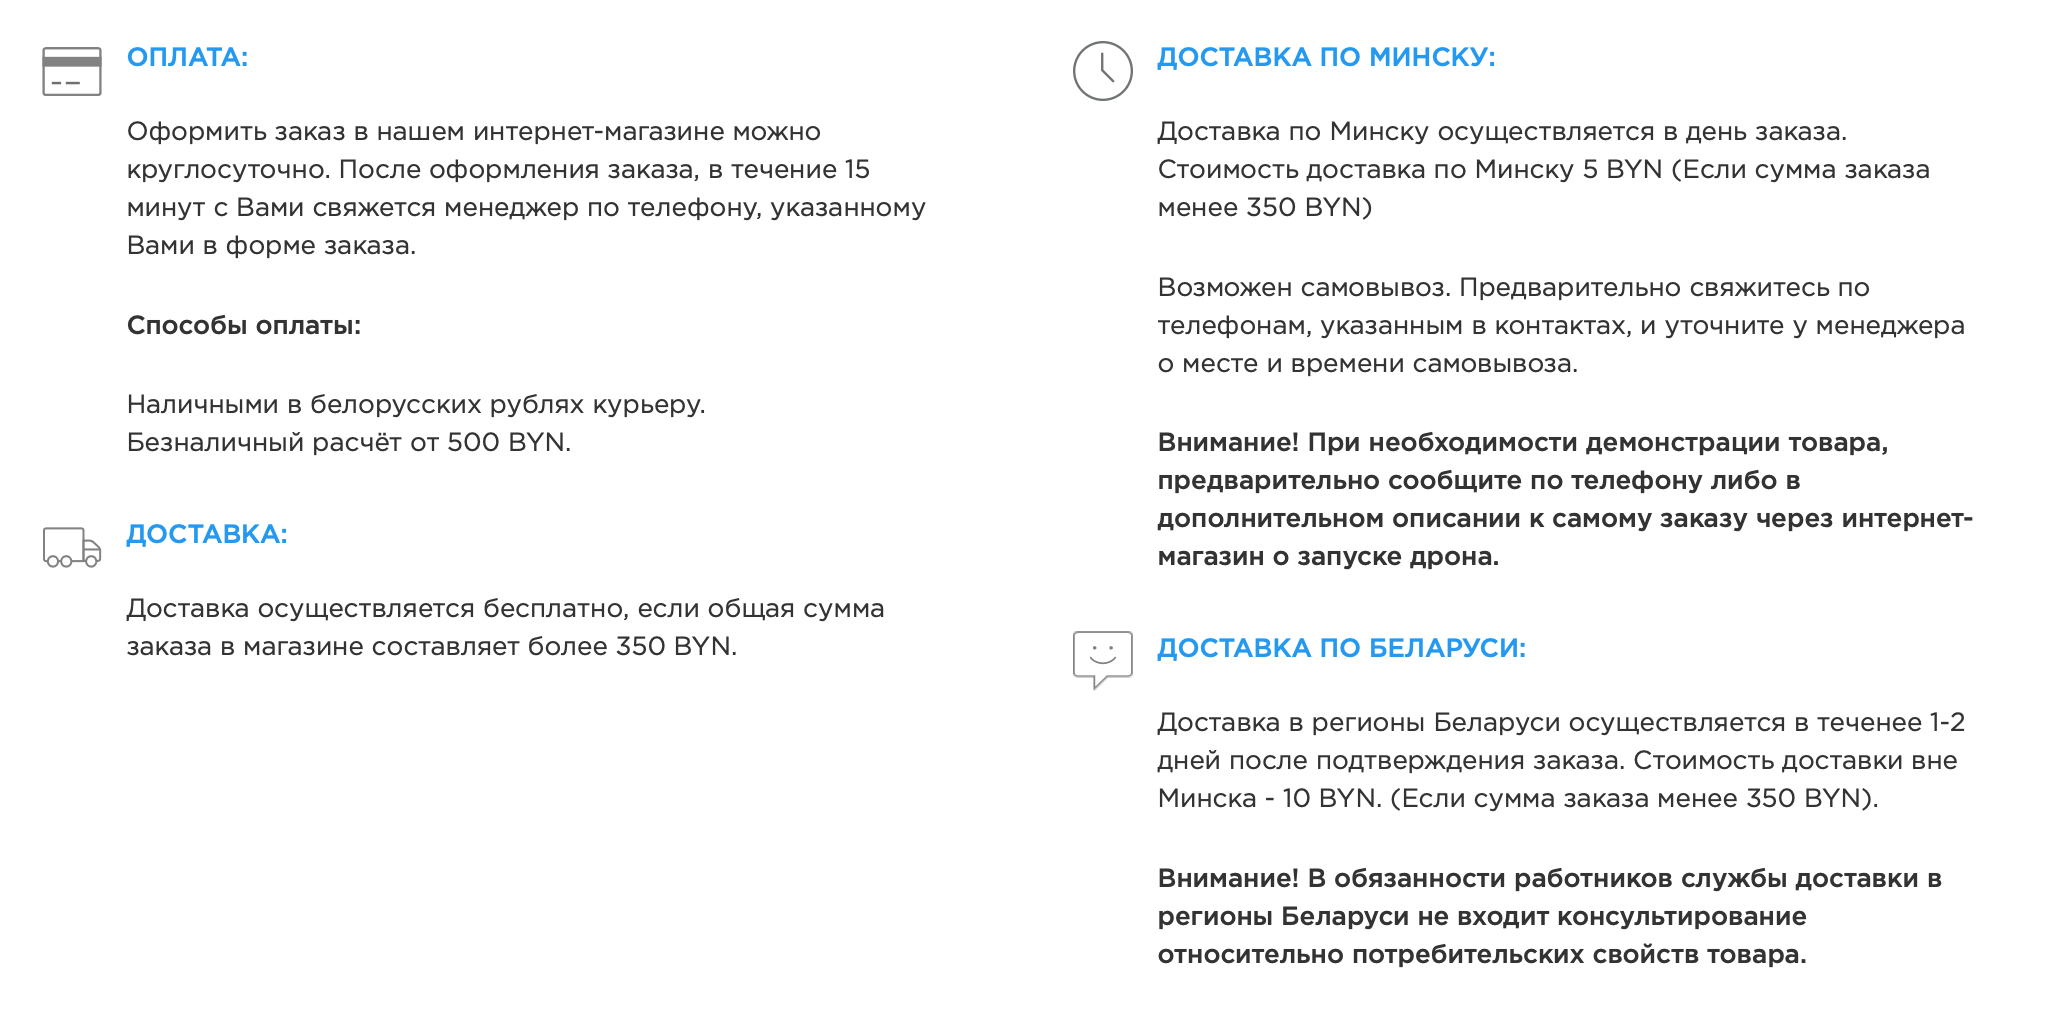 ОПЛАТА:
Оформить заказ в нашем интернет-магазине можно
круглосуточно. После оформления заказа, в течение 15
минут с Вами свяжется менеджер по телефону, указанному
Вами в форме заказа.
Способы оплаты:
Наличными в белорусских рублях курьеру.
Безналичный расчёт от 500 BYN.
ДОСТАВКА:
Доставка осуществляется бесплатно, если общая сумма
заказа в магазине составляет более 350 BYN.
ДОСТАВКА ПО МИНСКУ:
Доставка по Минску осуществляется в день заказа.
Стоимость доставка по Минску 5 BYN (Если сумма заказа
менее 350 BYN)
Возможен самовывоз. Предварительно свяжитесь по
телефонам, указанным в контактах, и уточните у менеджера
о месте и времени самовывоза.
Внимание! При необходимости демонстрации товара,
предварительно сообщите по телефону либо в
дополнительном описании к самому заказу через интернет-
магазин о запуске дрона.
ДОСТАВКА ПО БЕЛАРУСИ:
Доставка в регионы Беларуси осуществляется в теченее 1-2
дней после подтверждения заказа. Стоимость доставки вне
Минска - 10 BYN. (Если сумма заказа менее 350 BYN).
Внимание! В обязанности работников службы доставки в
регионы Беларуси не входит консультирование
относительно потребительских свойств товара.